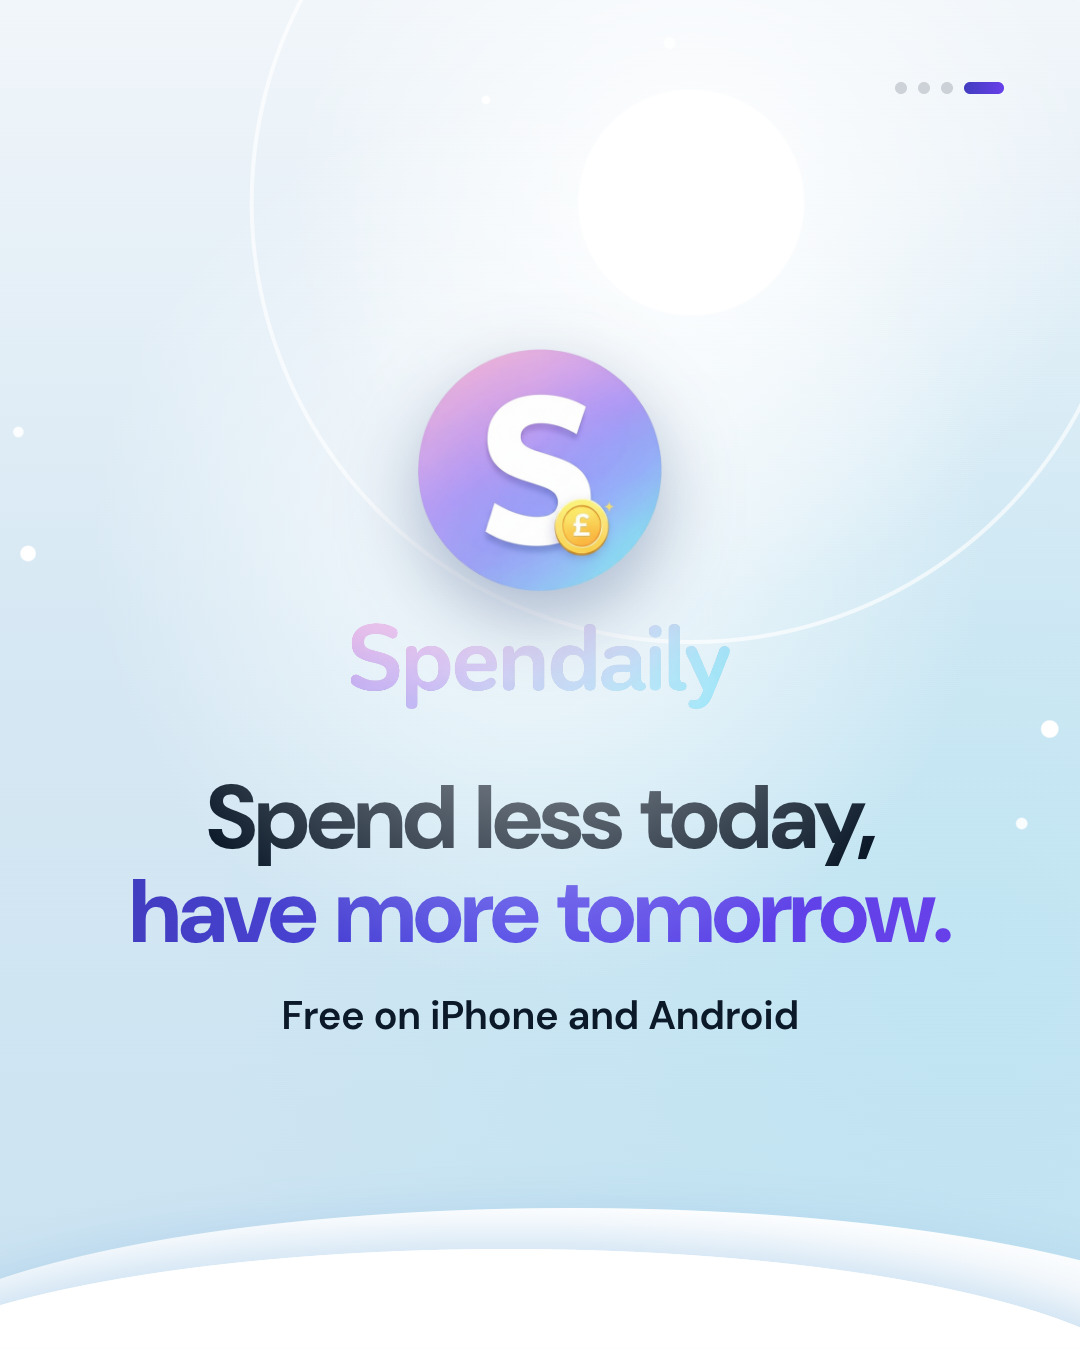 S
£
Spendaily
Spend less today,
have more tomorrow.
Free on iPhone and Android